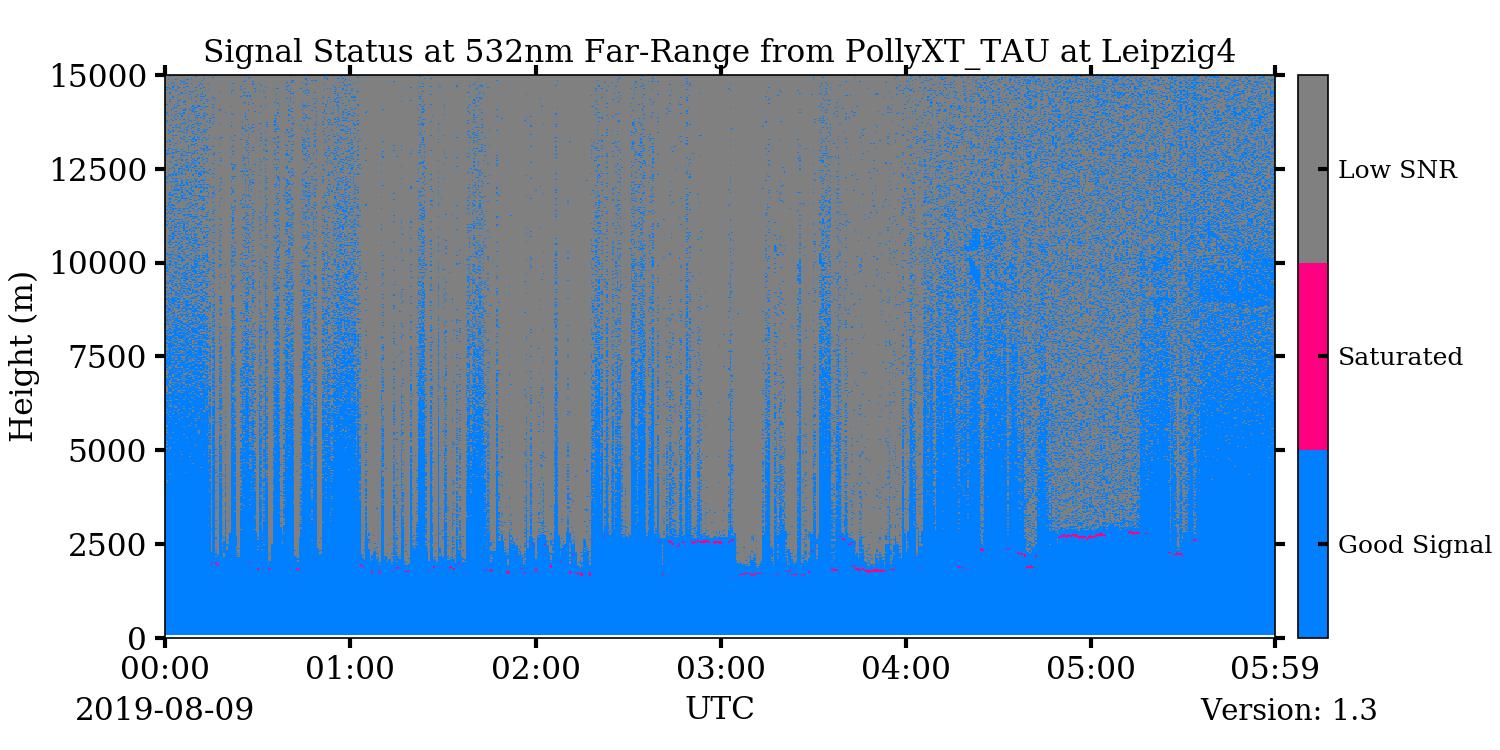 Signal Status at 532nm Far-Range from PollyXT_TAU at Leipzig4
15000
12500
10000
7500
5000
2500
0
Height (m)
00:00
01:00
02:00
03:00
04:00
05:00
05:59
2019-08-09
UTC
Version: 1.3
Low SNR
Saturated
Good Signal